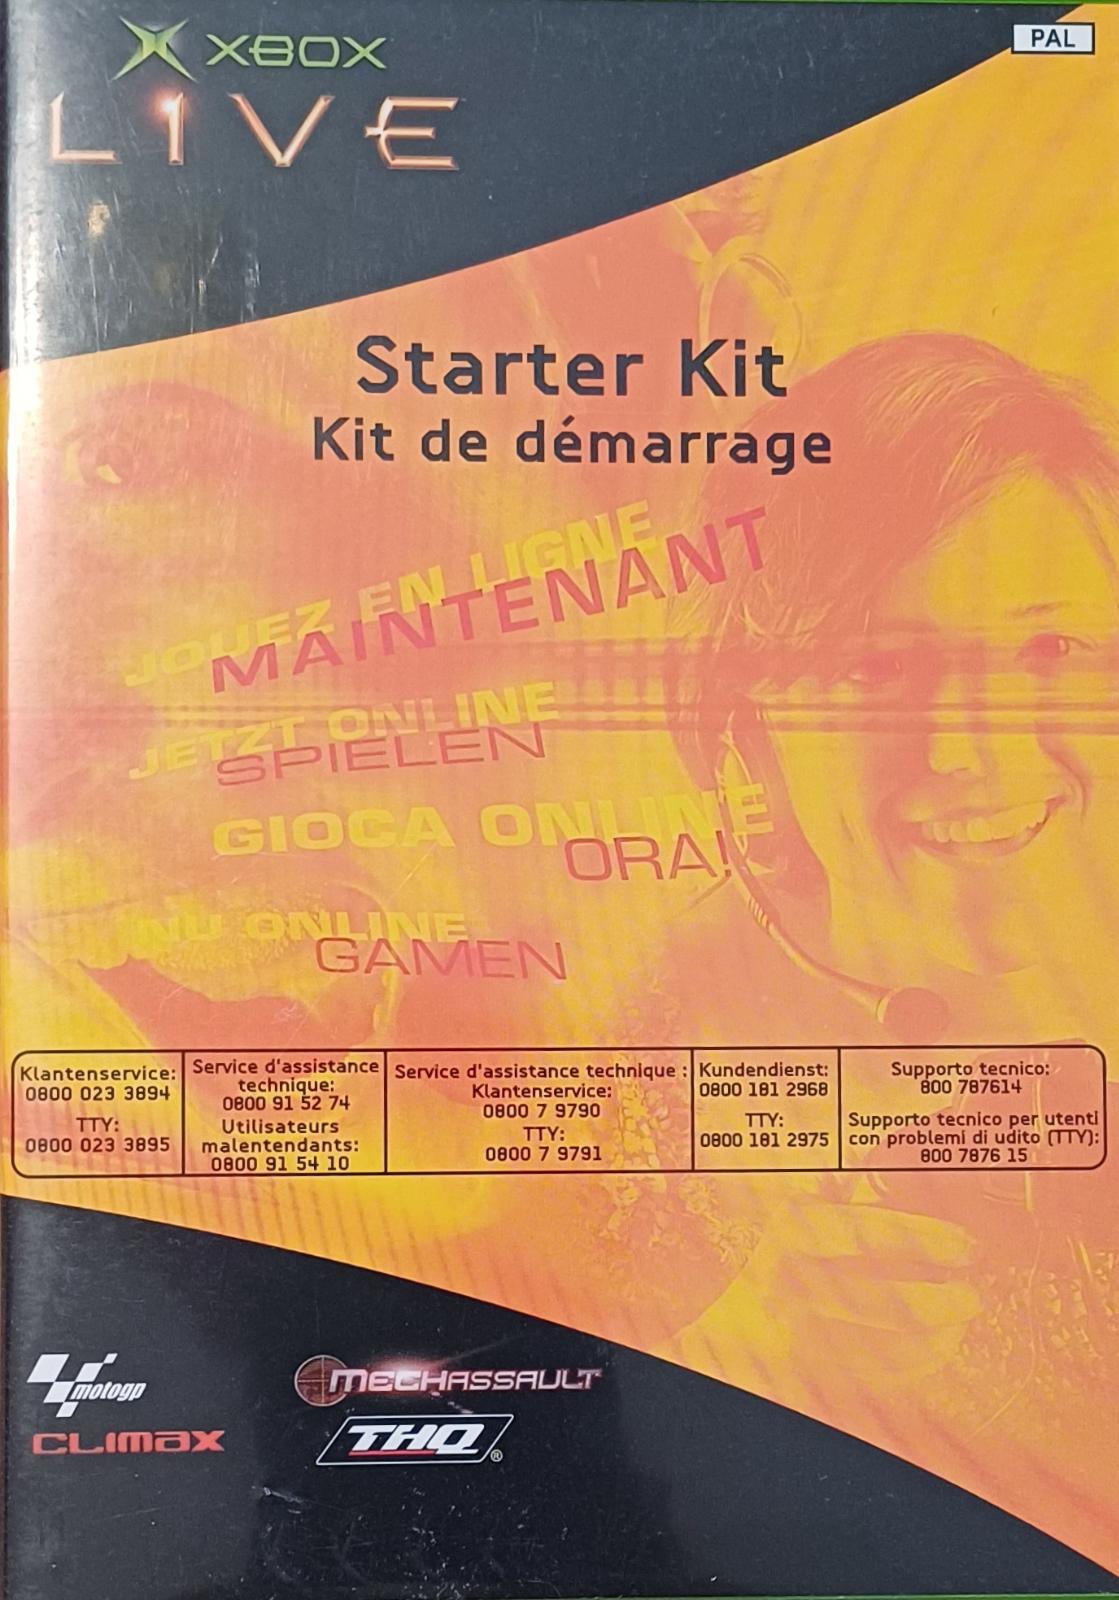 XBOX
LIVE
PAL
Starter Kit
Kit de démarrage
JOUEZ EN LIGNE
MAINTENANT
JETZT ONLINE
SPIELEN
GIOCA ONLINE
ORA!
NU ONLINE
GAMEN
Klantenservice:
0800 023 3894
TTY:
0800 023 3895
Service d'assistance
technique:
0800 91 52 74
Utilisateurs
malentendants:
0800 91 54 10
Service d'assistance technique :
Klantenservice:
0800 7 9790
TTY:
0800 7 9791
Kundendienst:
0800 181 2968
TTY:
0800 181 2975
Supporto tecnico:
800 787614
Supporto tecnico per utenti
con problemi di udito (TTY):
800 7876 15
motogp
CLIMAX
MECHASSAULT
THQ®